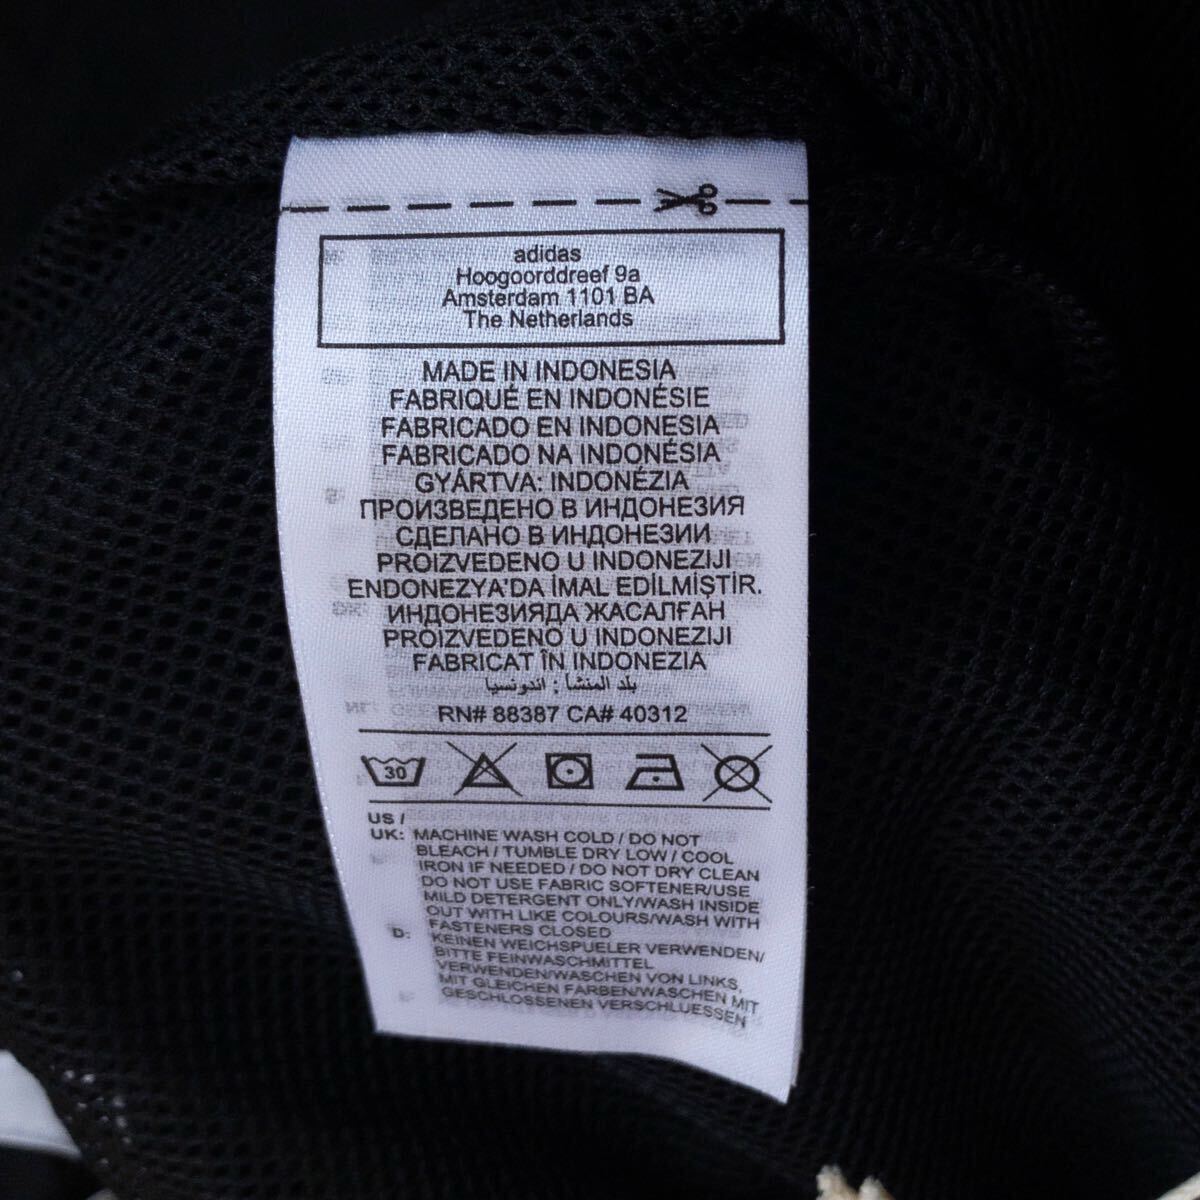 adidas
Hoogoorddreef 9a
Amsterdam 1101 BA
The Netherlands
MADE IN INDONESIA
FABRIQUÉ EN INDONÉSIE
FABRICADO EN INDONESIA
FABRICADO NA INDONÉSIA
GYÁRTVA: INDONÉZIA
ПРОИЗВЕДЕНО В ИНДОНЕЗИЯ
СДЕЛАНО В ИНДОНЕЗИИ
PROIZVEDENO U INDONEZIJI
ENDONEZYA'DA İMAL EDİLMİŞTİR.
ИНДОНЕЗИЯДА ЖАСАЛҒАН
PROIZVEDENO U INDONEZIJI
FABRICAT ÎN INDONEZIA
بلد المنشأ : اندونسيا
RN# 88387 CA# 40312
30
US /
UK: MACHINE WASH COLD / DO NOT
BLEACH / TUMBLE DRY LOW / COOL
IRON IF NEEDED / DO NOT DRY CLEAN
DO NOT USE FABRIC SOFTENER/USE
MILD DETERGENT ONLY/WASH INSIDE
OUT WITH LIKE COLOURS/WASH WITH
FASTENERS CLOSED
D: KEINEN WEICHSPUELER VERWENDEN/
BITTE FEINWASCHMITTEL
VERWENDEN/WASCHEN VON LINKS,
MIT GLEICHEN FARBEN/WASCHEN MIT
GESCHLOSSENEN VERSCHLUESSEN